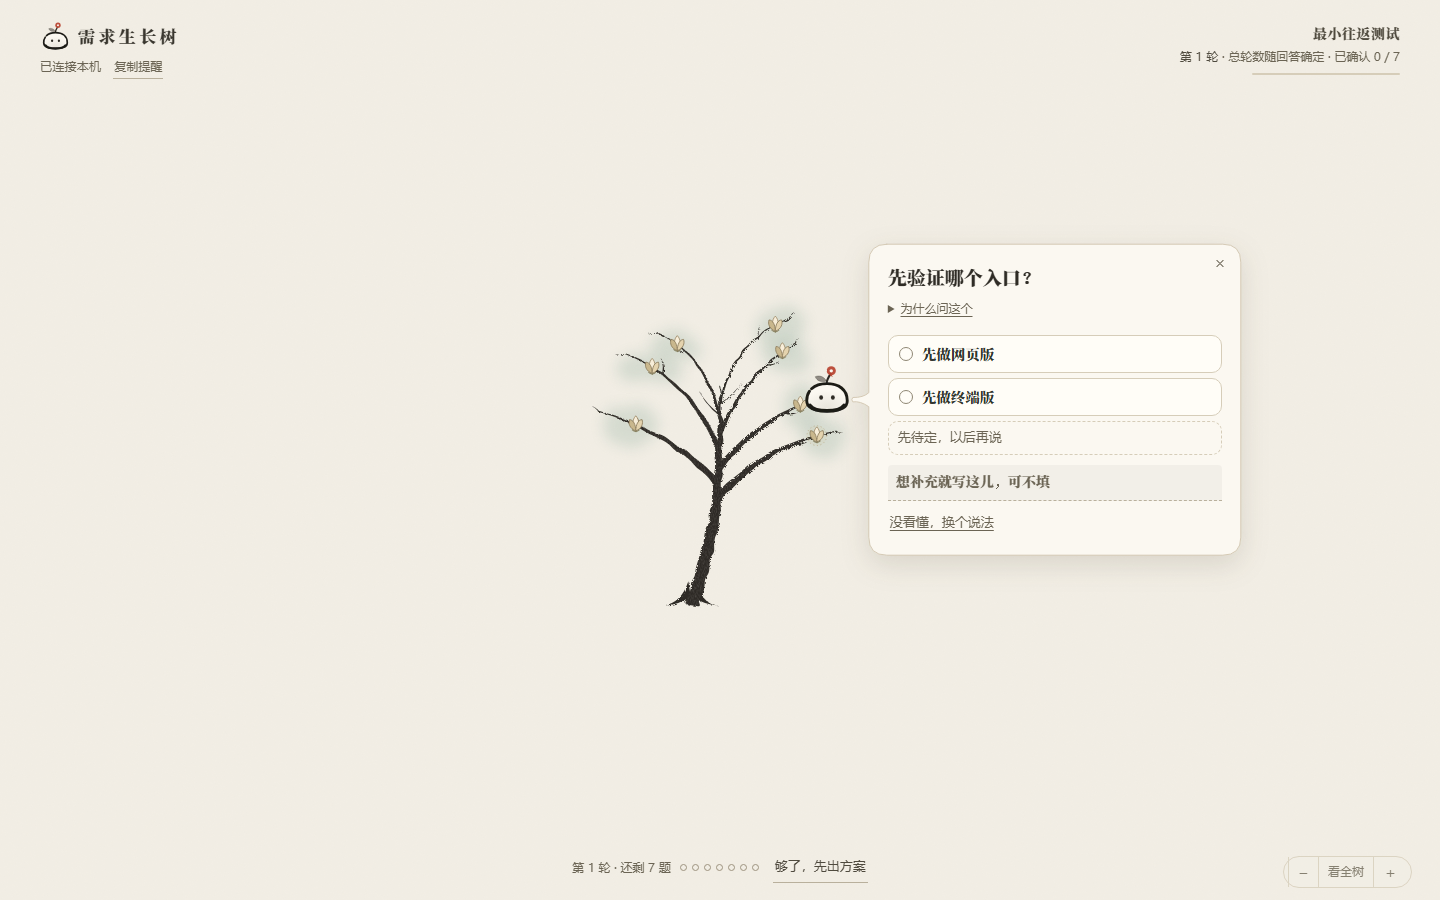 需求生长树
已连接本机 复制提醒
最小往返测试
第 1 轮 · 总轮数随回答确定 · 已确认 0 / 7
先验证哪个入口？
×
▶ 为什么问这个
先做网页版
先做终端版
先待定，以后再说
想补充就写这儿，可不填
没看懂，换个说法
第 1 轮 · 还剩 7 题 够了，先出方案
− 看全树 +